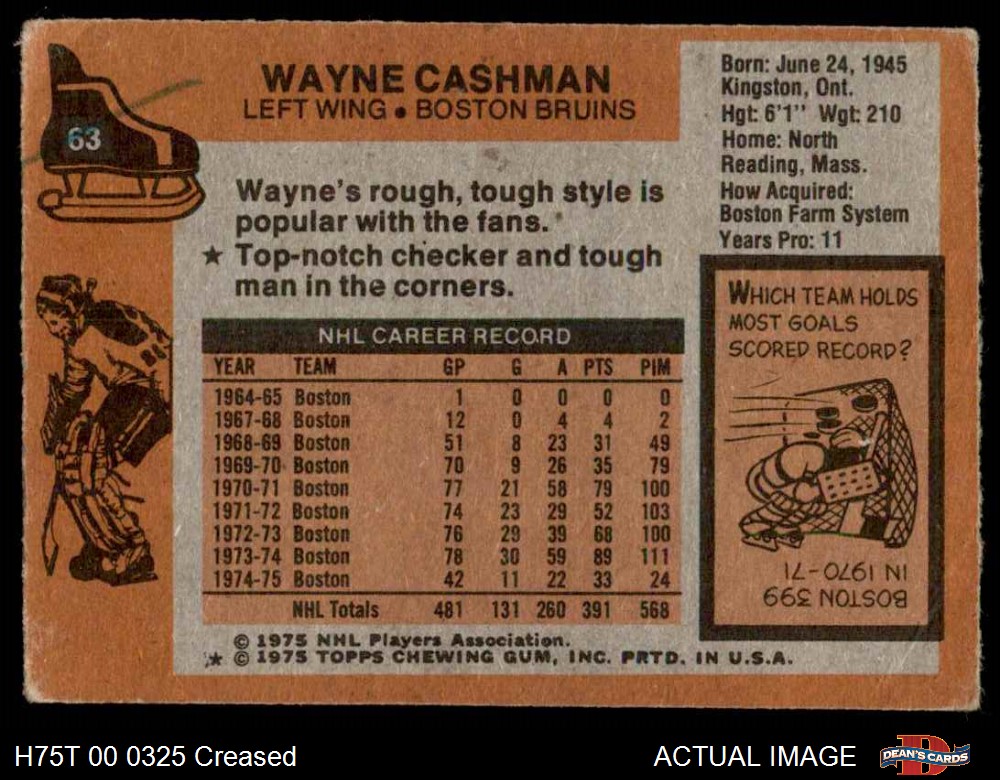 63
WAYNE CASHMAN
LEFT WING • BOSTON BRUINS
Wayne's rough, tough style is
popular with the fans.
★ Top-notch checker and tough
man in the corners.
Born: June 24, 1945
Kingston, Ont.
Hgt: 6'1'' Wgt: 210
Home: North
Reading, Mass.
How Acquired:
Boston Farm System
Years Pro: 11
NHL CAREER RECORD
YEAR TEAM GP G A PTS PIM
1964-65 Boston 1 0 0 0 0
1967-68 Boston 12 0 4 4 2
1968-69 Boston 51 8 23 31 49
1969-70 Boston 70 9 26 35 79
1970-71 Boston 77 21 58 79 100
1971-72 Boston 74 23 29 52 103
1972-73 Boston 76 29 39 68 100
1973-74 Boston 78 30 59 89 111
1974-75 Boston 42 11 22 33 24
NHL Totals 481 131 260 391 568
WHICH TEAM HOLDS
MOST GOALS
SCORED RECORD?
BOSTON 399
IN 1970-71
© 1975 NHL Players Association.
★ © 1975 TOPPS CHEWING GUM, INC. PRTD. IN U.S.A.
H75T 00 0325 Creased
ACTUAL IMAGE
D
DEAN'S CARDS